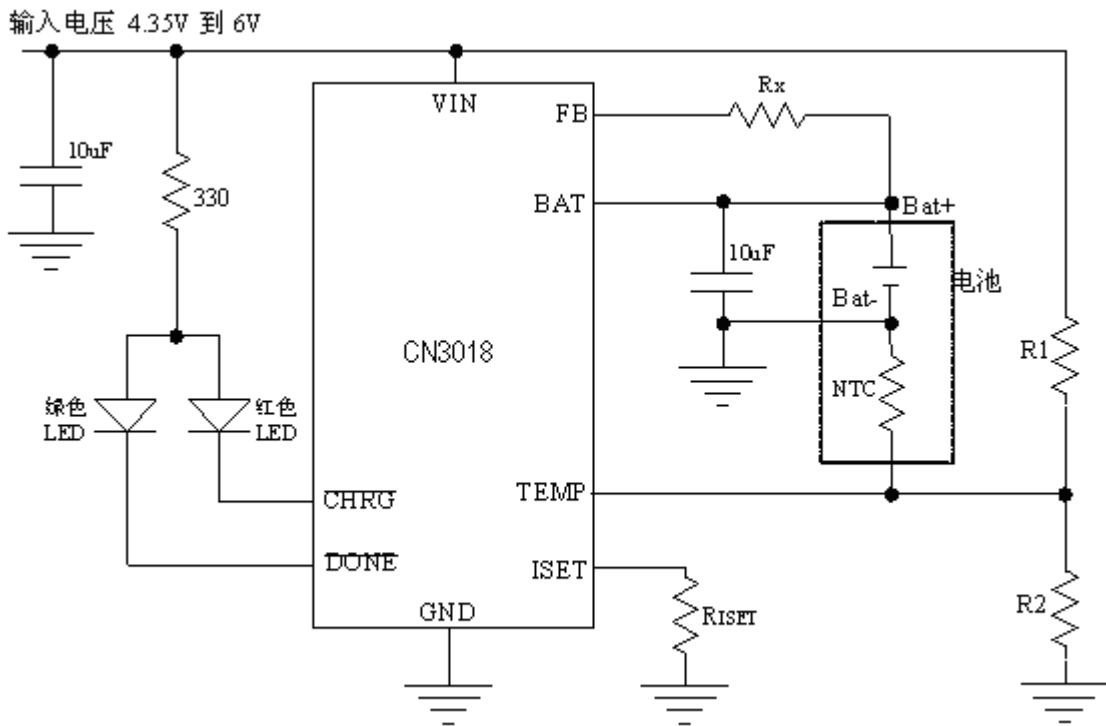 输入电压 4.35V 到 6V
VIN
FB
Rx
10uF
330
BAT
Bat+
10uF
电池
Bat-
CN3018
R1
NTC
绿色
LED
红色
LED
CHRG
TEMP
DONE
ISET
RISET
R2
GND